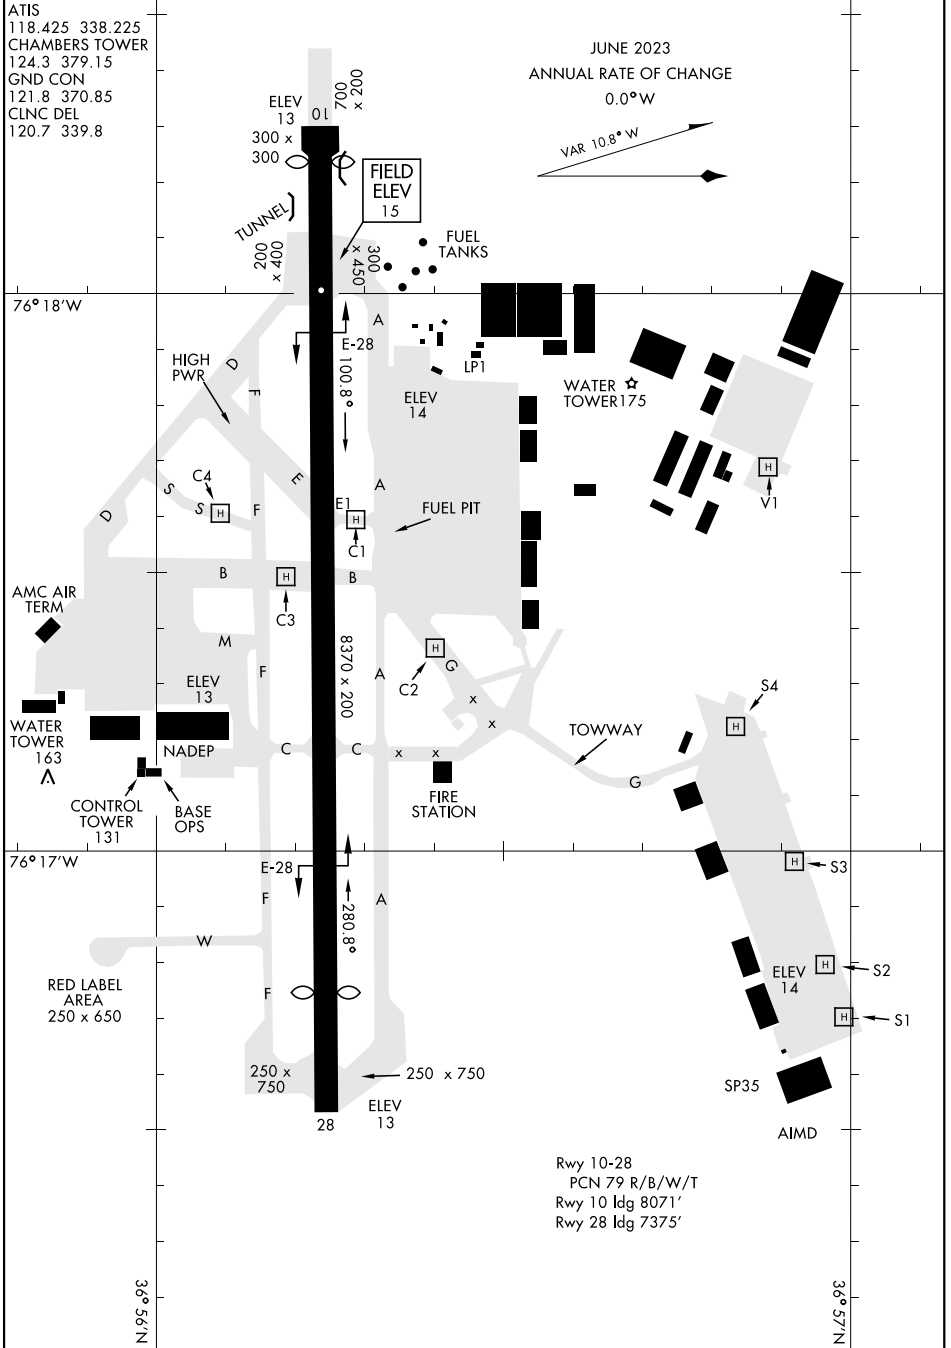 ATIS
118.425 338.225
CHAMBERS TOWER
124.3 379.15
GND CON
121.8 370.85
CLNC DEL
120.7 339.8
JUNE 2023
ANNUAL RATE OF CHANGE
0.0° W
VAR 10.8° W
ELEV
13
10
700
x 200
300 x
300
FIELD
ELEV
15
TUNNEL
200
x 400
300
x 450
FUEL
TANKS
76° 18'W
A
E-28
HIGH
PWR
D
F
100.8°
LP1
ELEV
14
WATER
TOWER 175
C4
S
S
E
A
H
V1
D
H
F
E1
H
C1
FUEL PIT
B
H
B
C3
AMC AIR
TERM
M
F
8370 x 200
A
H
C2
G
ELEV
13
x
x
S4
H
WATER
TOWER
163
NADEP
C
C
x
x
TOWWAY
G
CONTROL
TOWER
131
BASE
OPS
FIRE
STATION
76° 17'W
E-28
H
S3
F
280.8°
A
W
H
S2
RED LABEL
AREA
250 x 650
F
ELEV
14
H
S1
250 x
750
250 x 750
SP35
28
ELEV
13
AIMD
Rwy 10-28
PCN 79 R/B/W/T
Rwy 10 ldg 8071'
Rwy 28 ldg 7375'
36° 56'N
36° 57'N